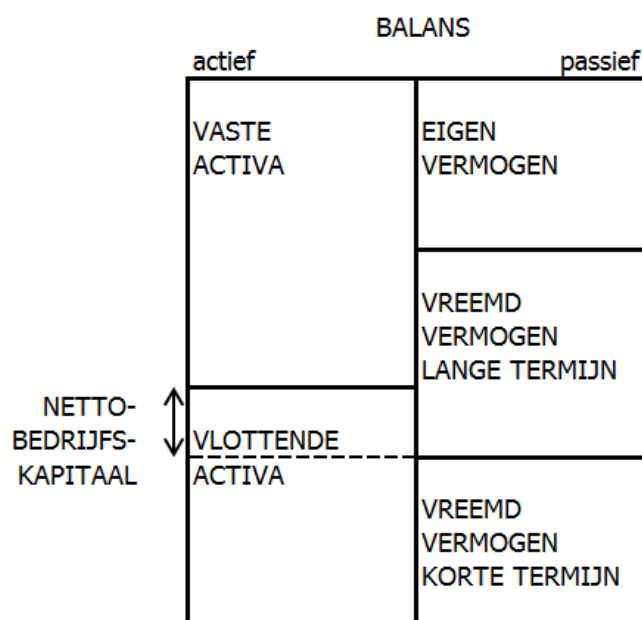 BALANS
actief
passief
VASTE
ACTIVA
EIGEN
VERMOGEN
VREEMD
VERMOGEN
LANGE TERMIJN
NETTO-
BEDRIJFS-
KAPITAAL
VLOTTENDE
ACTIVA
VREEMD
VERMOGEN
KORTE TERMIJN